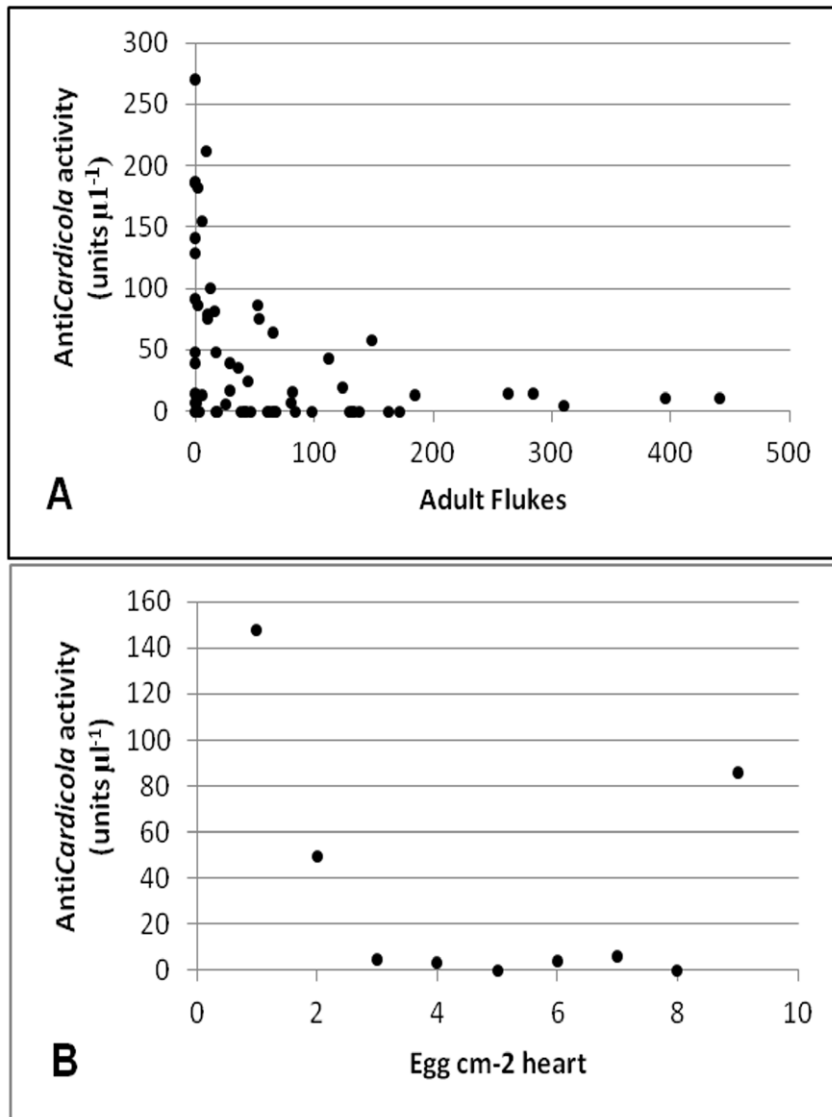 AntiCardicola activity
(units µ1⁻¹)
300
250
200
150
100
50
0
0 100 200 300 400 500
Adult Flukes
A
AntiCardicola activity
(units µl⁻¹)
160
140
120
100
80
60
40
20
0
0 2 4 6 8 10
Egg cm-2 heart
B